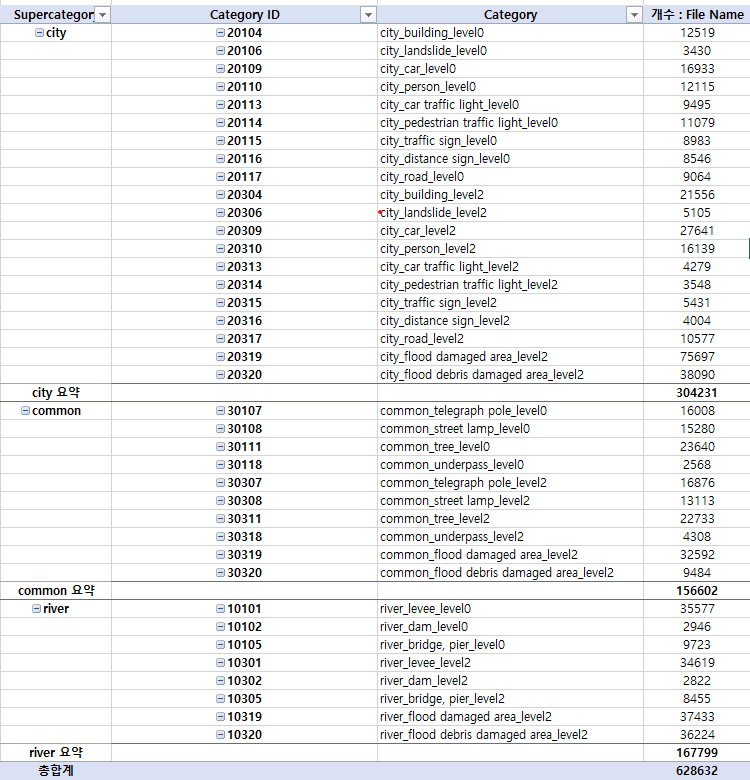 Supercategory Category ID Category 개수 : File Name
city 20104 city_building_level0 12519
20106 city_landslide_level0 3430
20109 city_car_level0 16933
20110 city_person_level0 12115
20113 city_car traffic light_level0 9495
20114 city_pedestrian traffic light_level0 11079
20115 city_traffic sign_level0 8983
20116 city_distance sign_level0 8546
20117 city_road_level0 9064
20304 city_building_level2 21556
20306 city_landslide_level2 5105
20309 city_car_level2 27641
20310 city_person_level2 16139
20313 city_car traffic light_level2 4279
20314 city_pedestrian traffic light_level2 3548
20315 city_traffic sign_level2 5431
20316 city_distance sign_level2 4004
20317 city_road_level2 10577
20319 city_flood damaged area_level2 75697
20320 city_flood debris damaged area_level2 38090
city 요약 304231
common 30107 common_telegraph pole_level0 16008
30108 common_street lamp_level0 15280
30111 common_tree_level0 23640
30118 common_underpass_level0 2568
30307 common_telegraph pole_level2 16876
30308 common_street lamp_level2 13113
30311 common_tree_level2 22733
30318 common_underpass_level2 4308
30319 common_flood damaged area_level2 32592
30320 common_flood debris damaged area_level2 9484
common 요약 156602
river 10101 river_levee_level0 35577
10102 river_dam_level0 2946
10105 river_bridge, pier_level0 9723
10301 river_levee_level2 34619
10302 river_dam_level2 2822
10305 river_bridge, pier_level2 8455
10319 river_flood damaged area_level2 37433
10320 river_flood debris damaged area_level2 36224
river 요약 167799
총합계 628632